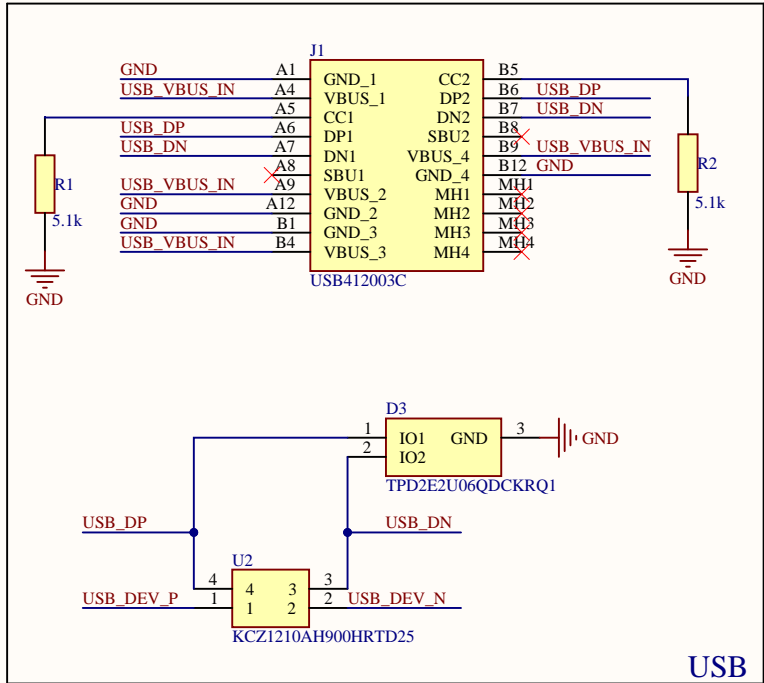 J1
GND A1 GND_1 CC2 B5
USB_VBUS_IN A4 VBUS_1 DP2 B6 USB_DP
A5 CC1 DN2 B7 USB_DN
USB_DP A6 DP1 SBU2 B8
USB_DN A7 DN1 VBUS_4 B9 USB_VBUS_IN
A8 SBU1 GND_4 B12 GND
USB_VBUS_IN A9 VBUS_2 MH1 MH1
GND A12 GND_2 MH2 MH2
GND B1 GND_3 MH3 MH3
USB_VBUS_IN B4 VBUS_3 MH4 MH4
USB412003C
R1
5.1k
GND
R2
5.1k
GND
D3
1 IO1 GND 3 GND
2 IO2
TPD2E2U06QDCKRQ1
USB_DP USB_DN
U2
4 4 3 3
USB_DEV_P 1 1 2 2 USB_DEV_N
KCZ1210AH900HRTD25
USB